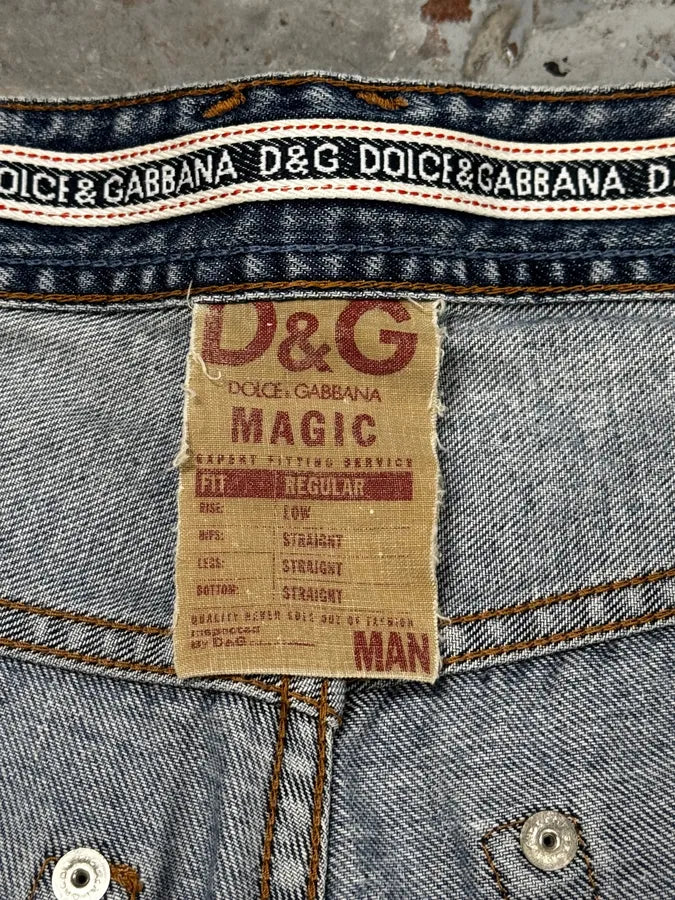 OLCE & GABBANA D&G DOLCE & GABBANA D
D&G
DOLCE & GABBANA
MAGIC
EXPERT FITTING SERVICE
FIT REGULAR
RISE: LOW
HIPS: STRAIGHT
LEGS: STRAIGHT
BOTTOM: STRAIGHT
QUALITY NEVER GOES OUT OF FASHION
INSPECTED
BY D&G
MAN